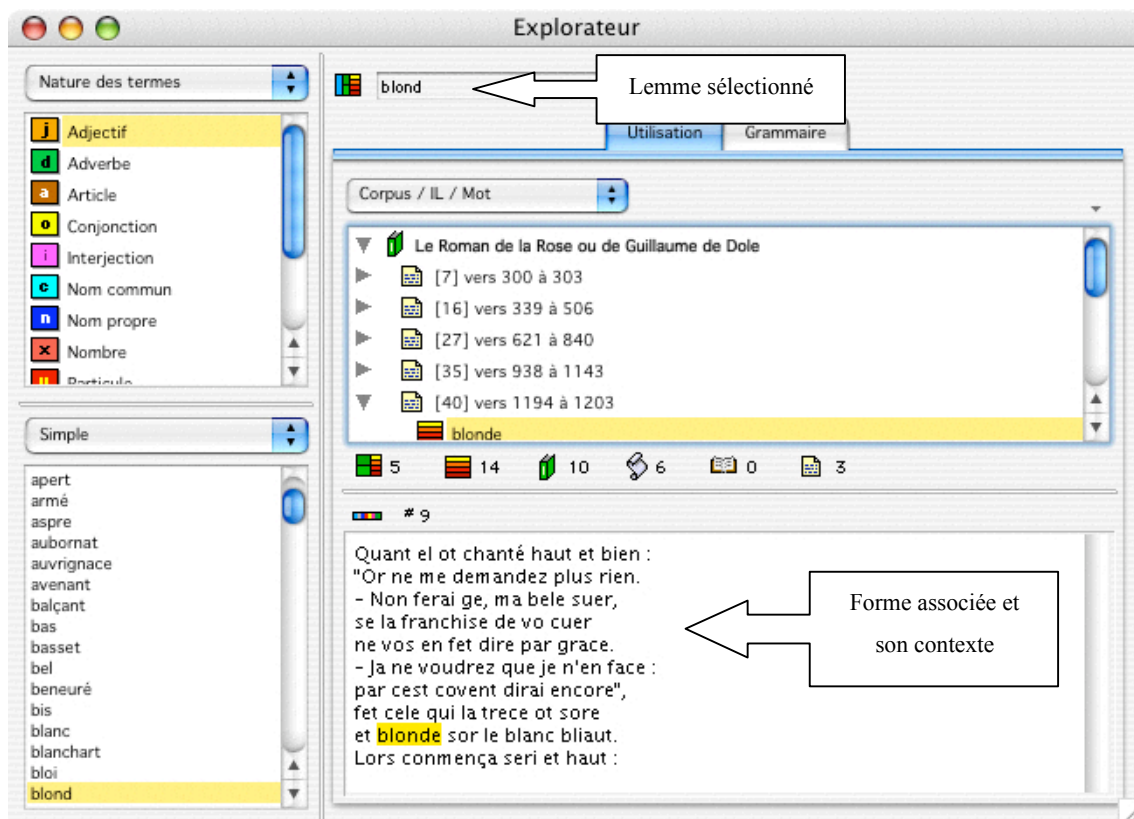 Explorateur
Nature des termes
j Adjectif
d Adverbe
a Article
o Conjonction
i Interjection
c Nom commun
n Nom propre
x Nombre
u Particule
Simple
apert
armé
aspre
aubornat
auvrignace
avenant
balçant
bas
basset
bel
beneuré
bis
blanc
blanchart
bloi
blond
blond
Lemme sélectionné
Utilisation
Grammaire
Corpus / IL / Mot
Le Roman de la Rose ou de Guillaume de Dole
[7] vers 300 à 303
[16] vers 339 à 506
[27] vers 621 à 840
[35] vers 938 à 1143
[40] vers 1194 à 1203
blonde
5 14 10 6 0 3
# 9
Quant el ot chanté haut et bien :
"Or ne me demandez plus rien.
- Non ferai ge, ma bele suer,
se la franchise de vo cuer
ne vos en fet dire par grace.
- Ja ne voudrez que je n'en face :
par cest covent dirai encore",
fet cele qui la trece ot sore
et blonde sor le blanc bliaut.
Lors conmença seri et haut :
Forme associée et
son contexte